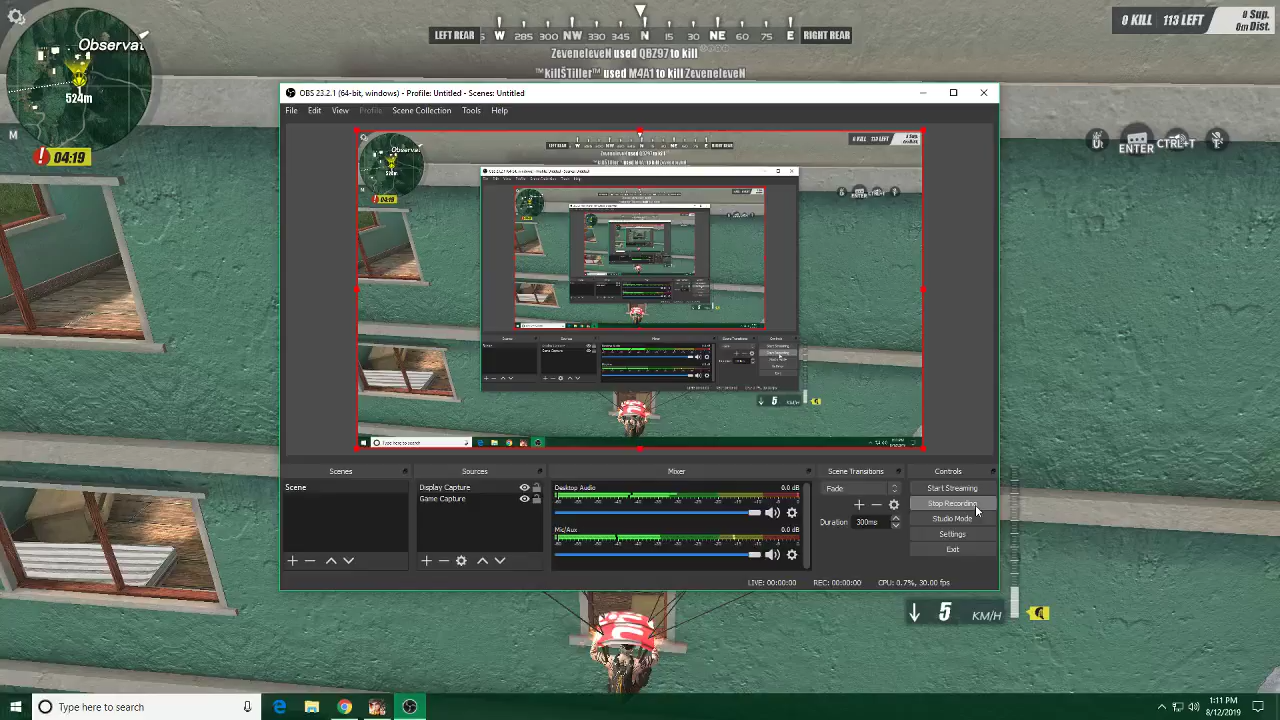 Observat
524m
M
04:19
LEFT REAR
W 285 300 NW 330 345 N 15 30 NE 60 75 E
RIGHT REAR
ZeveneleveN used QBZ97 to kill
™killŠTiller™ used M4A1 to kill ZeveneleveN
0 KILL 113 LEFT
0 Sup.
0m Dist.
ENTER CTRL+T
OBS 23.2.1 (64-bit, windows) - Profile: Untitled - Scenes: Untitled
File Edit View Profile Scene Collection Tools Help
Scenes
Scene
Sources
Display Capture
Game Capture
Mixer
Desktop Audio 0.0 dB
Mic/Aux 0.0 dB
Scene Transitions
Fade
Duration 300ms
Controls
Start Streaming
Stop Recording
Studio Mode
Settings
Exit
LIVE: 00:00:00 REC: 00:00:00 CPU: 0.7%, 30.00 fps
5 KM/H
Type here to search
1:11 PM
8/12/2019